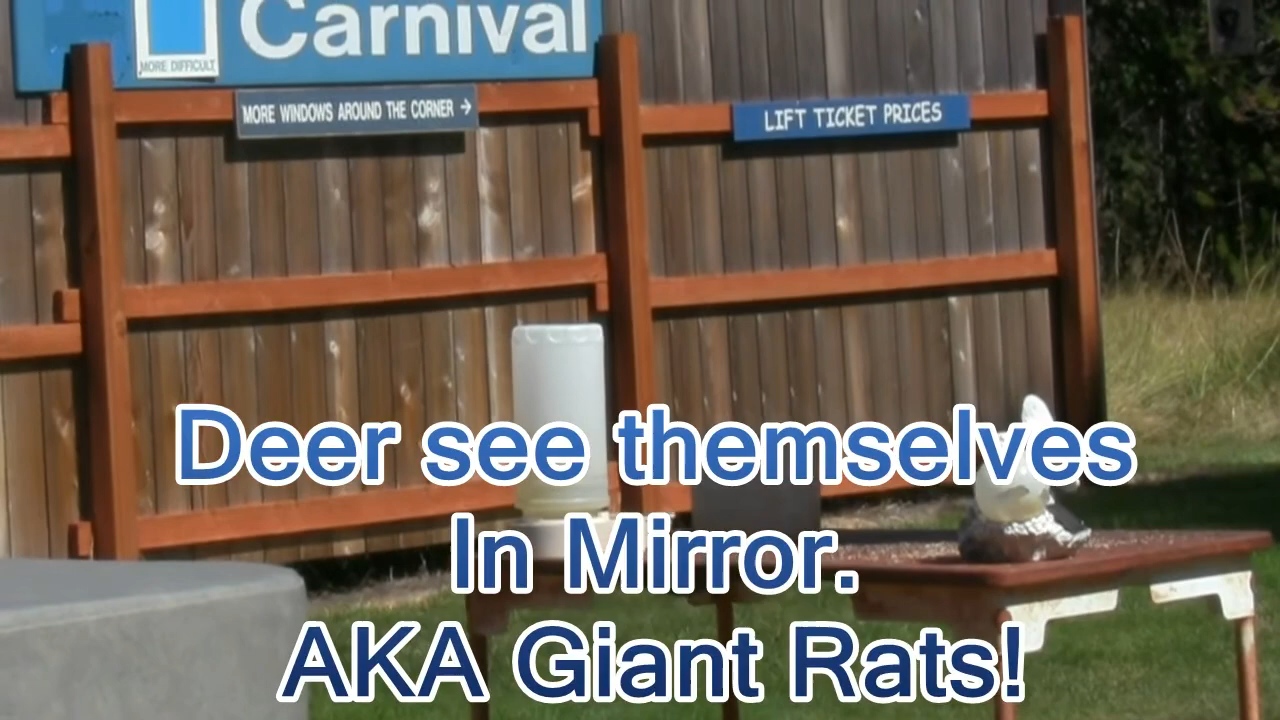 Carnival
MORE DIFFICULT
MORE WINDOWS AROUND THE CORNER →
LIFT TICKET PRICES
Deer see themselves
In Mirror.
AKA Giant Rats!